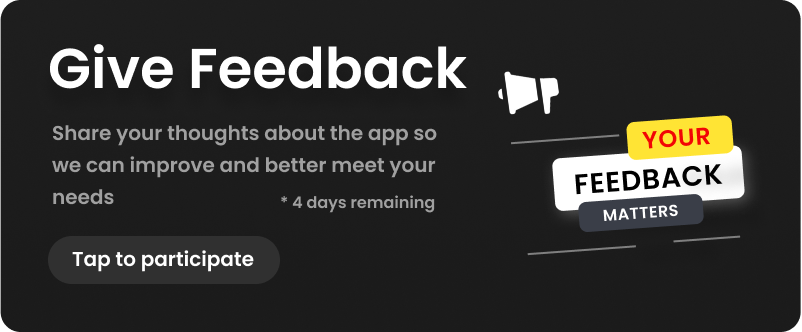 Give Feedback
Share your thoughts about the app so
we can improve and better meet your
needs
* 4 days remaining
Tap to participate
YOUR
FEEDBACK
MATTERS